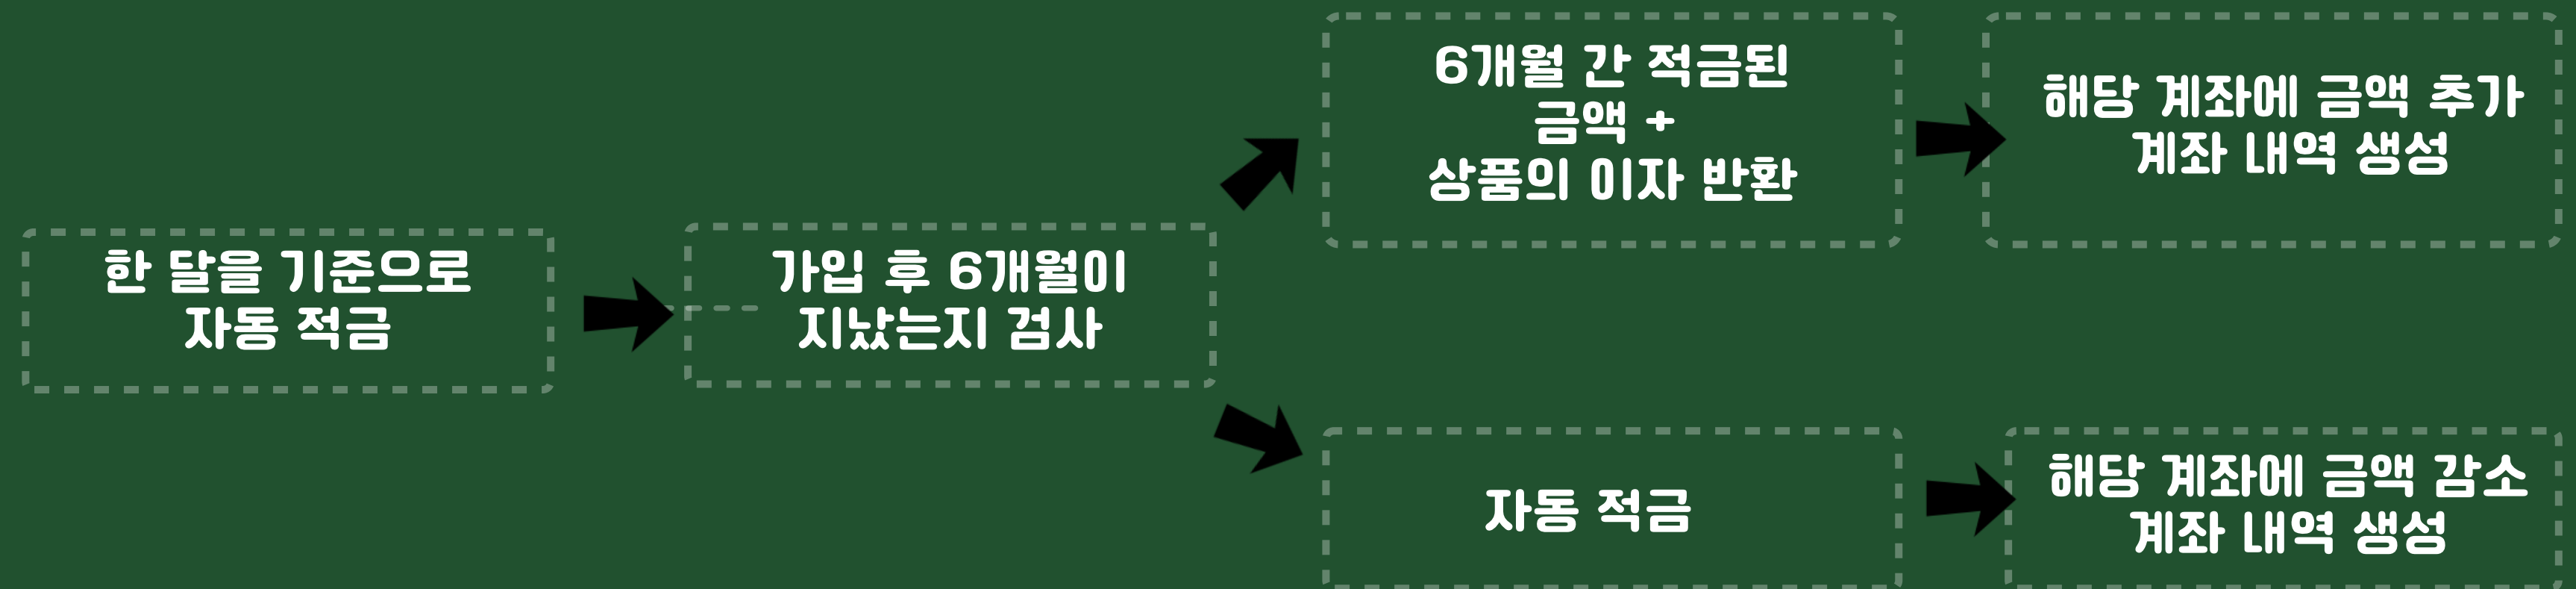 한 달을 기준으로
자동 적금
가입 후 6개월이
지났는지 검사
6개월 간 적금된
금액 +
상품의 이자 반환
해당 계좌에 금액 추가
계좌 내역 생성
자동 적금
해당 계좌에 금액 감소
계좌 내역 생성